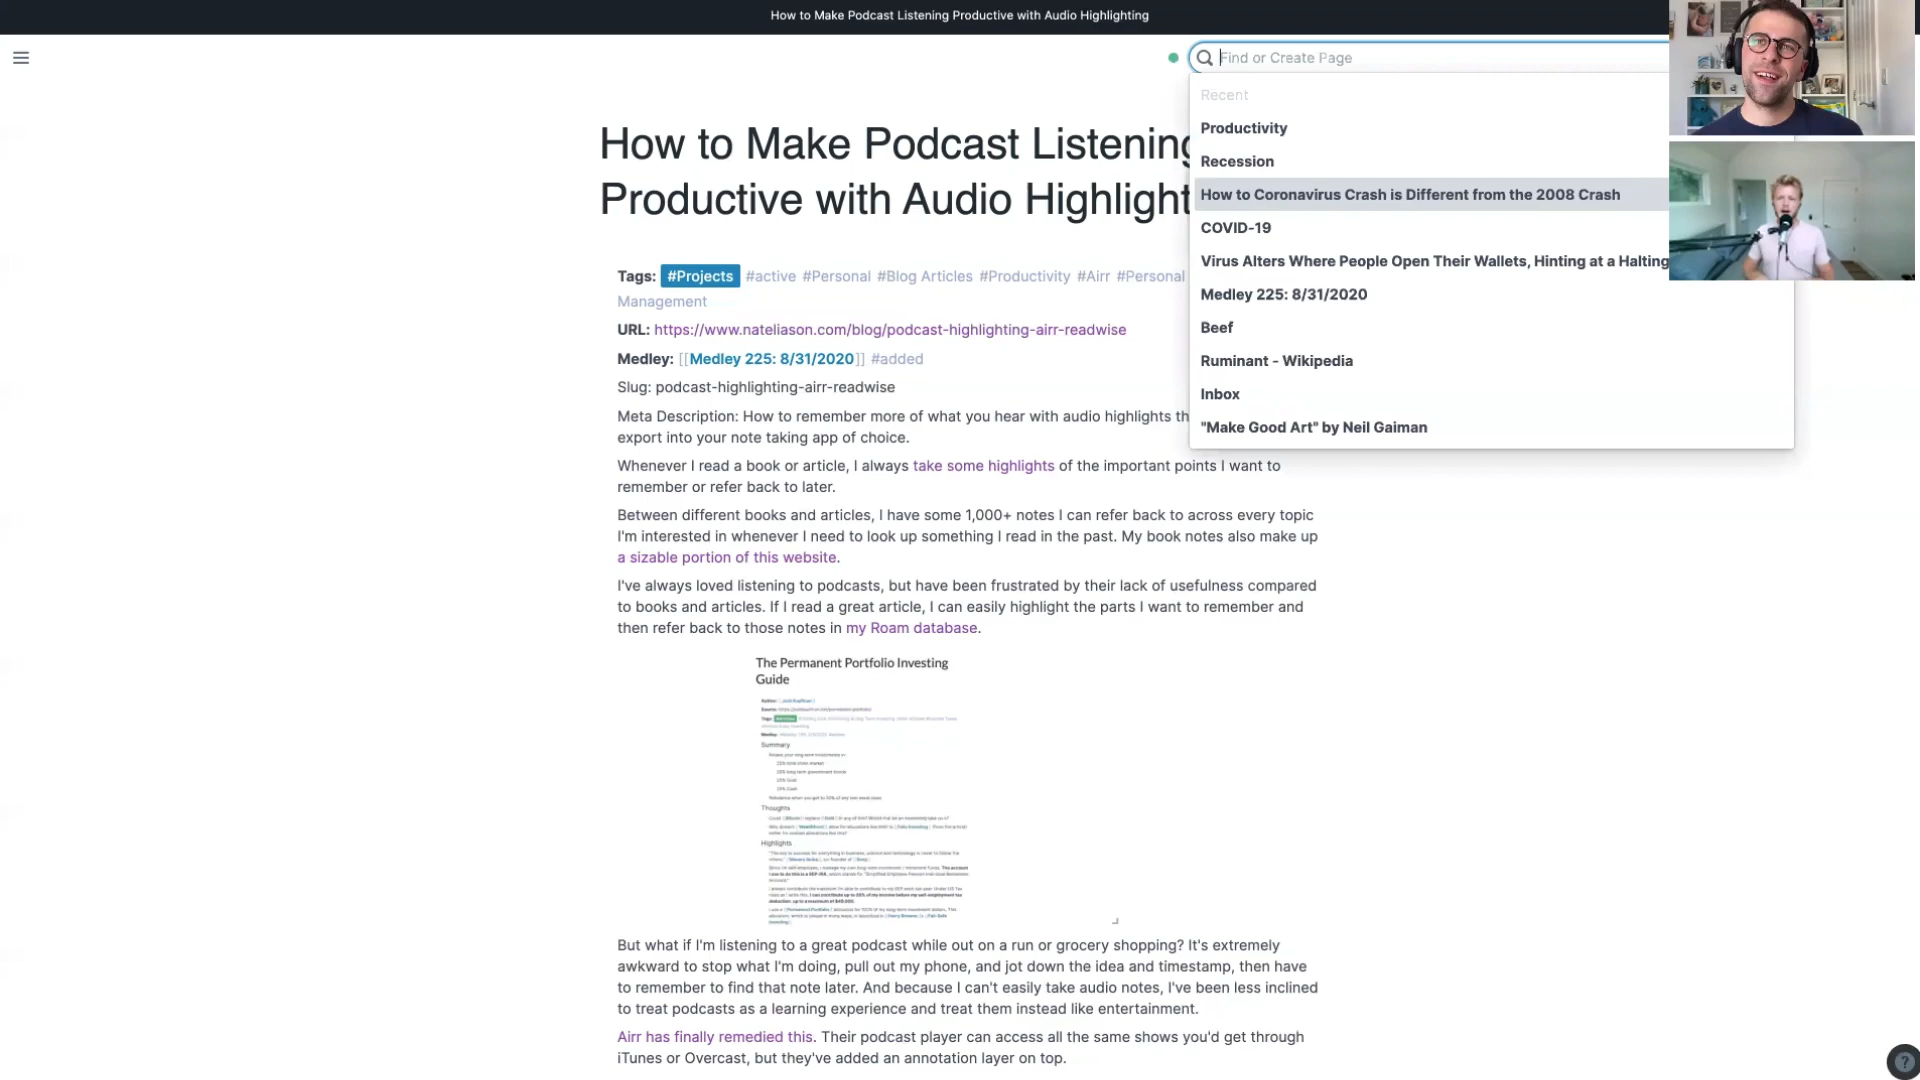 How to Make Podcast Listening Productive with Audio Highlighting
Find or Create Page
Recent
Productivity
Recession
How to Coronavirus Crash is Different from the 2008 Crash
COVID-19
Virus Alters Where People Open Their Wallets, Hinting at a Halting
Medley 225: 8/31/2020
Beef
Ruminant - Wikipedia
Inbox
"Make Good Art" by Neil Gaiman
How to Make Podcast Listening
Productive with Audio Highlight
Tags: #Projects #active #Personal #Blog Articles #Productivity #Airr #Personal
Management
URL: https://www.nateliason.com/blog/podcast-highlighting-airr-readwise
Medley: [[Medley 225: 8/31/2020]] #added
Slug: podcast-highlighting-airr-readwise
Meta Description: How to remember more of what you hear with audio highlights th
export into your note taking app of choice.
Whenever I read a book or article, I always take some highlights of the important points I want to
remember or refer back to later.
Between different books and articles, I have some 1,000+ notes I can refer back to across every topic
I'm interested in whenever I need to look up something I read in the past. My book notes also make up
a sizable portion of this website.
I've always loved listening to podcasts, but have been frustrated by their lack of usefulness compared
to books and articles. If I read a great article, I can easily highlight the parts I want to remember and
then refer back to those notes in my Roam database.
The Permanent Portfolio Investing
Guide
Summary
Thoughts
Highlights
But what if I'm listening to a great podcast while out on a run or grocery shopping? It's extremely
awkward to stop what I'm doing, pull out my phone, and jot down the idea and timestamp, then have
to remember to find that note later. And because I can't easily take audio notes, I've been less inclined
to treat podcasts as a learning experience and treat them instead like entertainment.
Airr has finally remedied this. Their podcast player can access all the same shows you'd get through
iTunes or Overcast, but they've added an annotation layer on top.
?